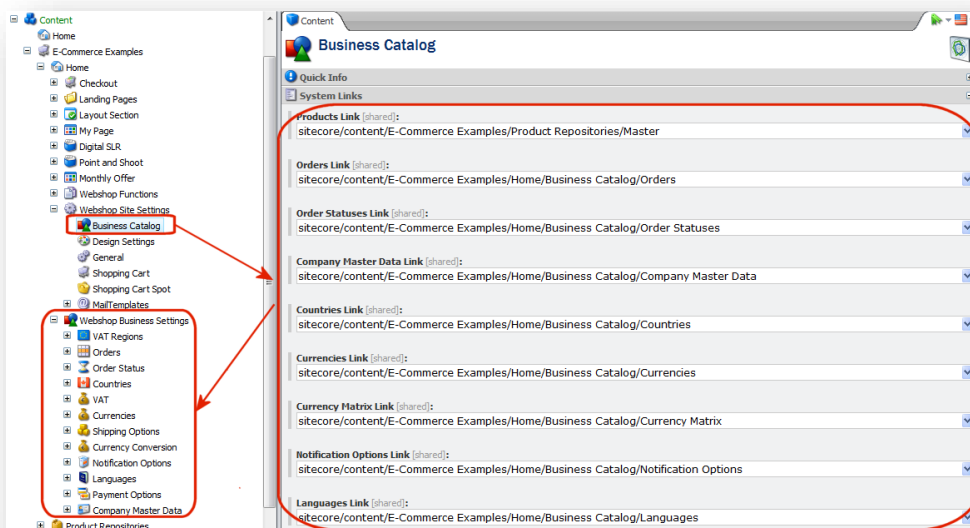 Content
Home
E-Commerce Examples
Home
Checkout
Landing Pages
Layout Section
My Page
Digital SLR
Point and Shoot
Monthly Offer
Webshop Functions
Webshop Site Settings
Business Catalog
Design Settings
General
Shopping Cart
Shopping Cart Spot
MailTemplates
Webshop Business Settings
VAT Regions
Orders
Order Status
Countries
VAT
Currencies
Shipping Options
Currency Conversion
Notification Options
Languages
Payment Options
Company Master Data
Product Repositories
Content
Business Catalog
Quick Info
System Links
Products Link [shared]:
sitecore/content/E-Commerce Examples/Product Repositories/Master
Orders Link [shared]:
sitecore/content/E-Commerce Examples/Home/Business Catalog/Orders
Order Statuses Link [shared]:
sitecore/content/E-Commerce Examples/Home/Business Catalog/Order Statuses
Company Master Data Link [shared]:
sitecore/content/E-Commerce Examples/Home/Business Catalog/Company Master Data
Countries Link [shared]:
sitecore/content/E-Commerce Examples/Home/Business Catalog/Countries
Currencies Link [shared]:
sitecore/content/E-Commerce Examples/Home/Business Catalog/Currencies
Currency Matrix Link [shared]:
sitecore/content/E-Commerce Examples/Home/Business Catalog/Currency Matrix
Notification Options Link [shared]:
sitecore/content/E-Commerce Examples/Home/Business Catalog/Notification Options
Languages Link [shared]:
sitecore/content/E-Commerce Examples/Home/Business Catalog/Languages